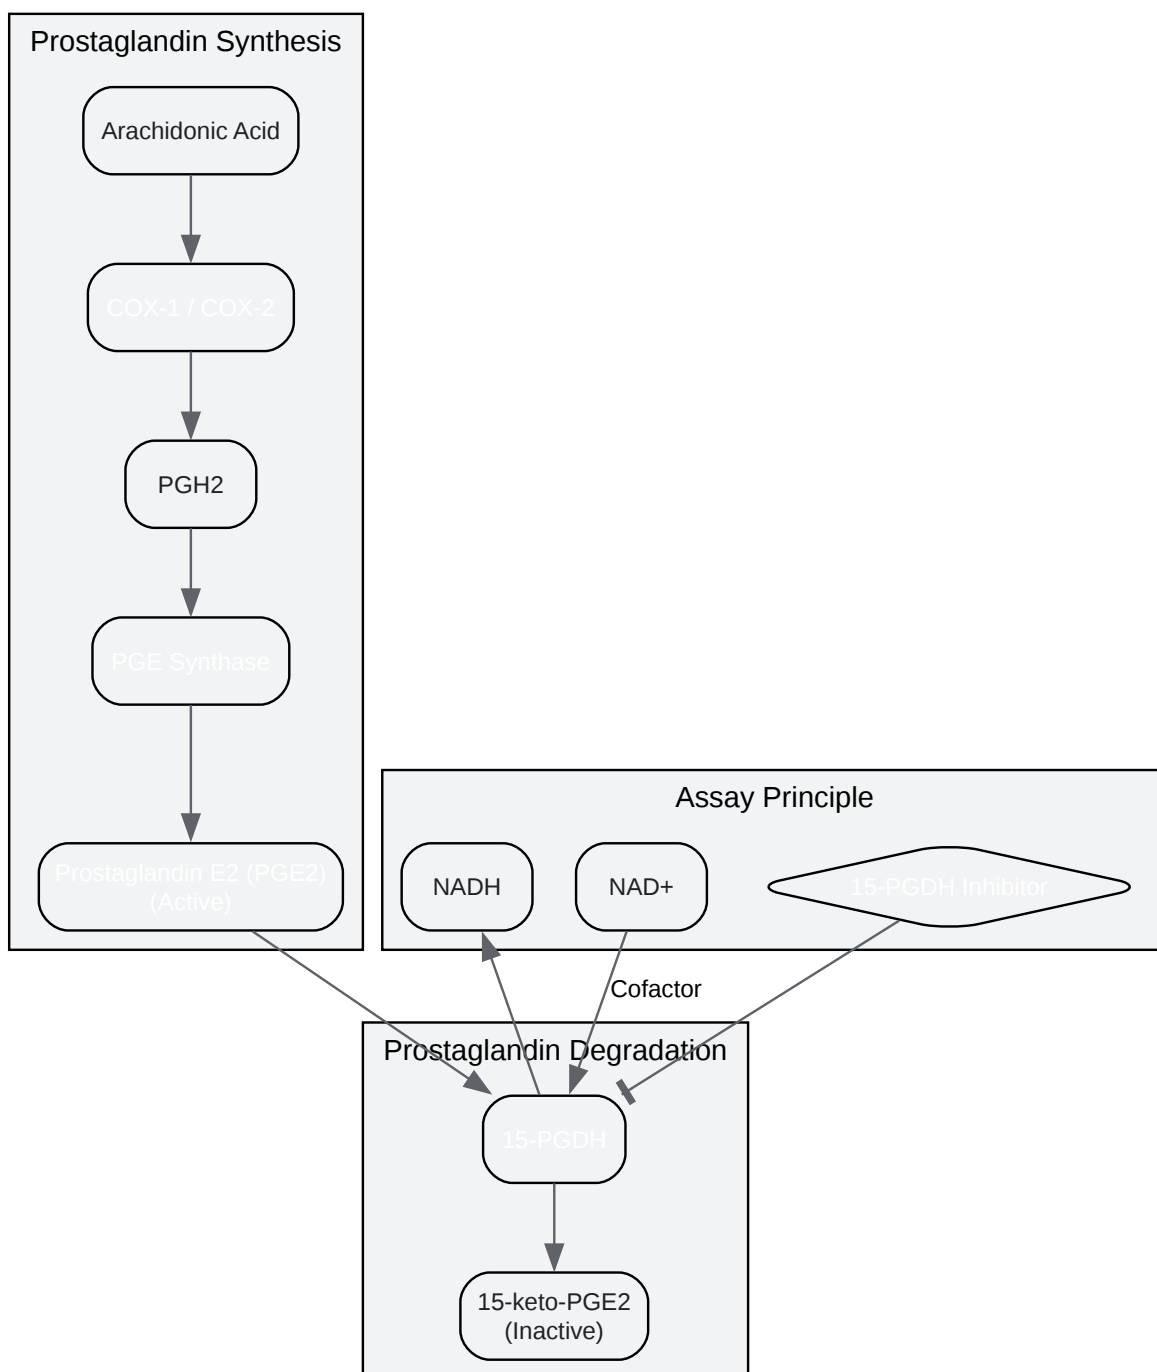 Prostaglandin Synthesis
Arachidonic Acid
COX-1 / COX-2
PGH2
PGE Synthase
Prostaglandin E2 (PGE2)
(Active)
Assay Principle
NADH
NAD+
15-PGDH Inhibitor
Cofactor
Prostaglandin Degradation
15-PGDH
15-keto-PGE2
(Inactive)